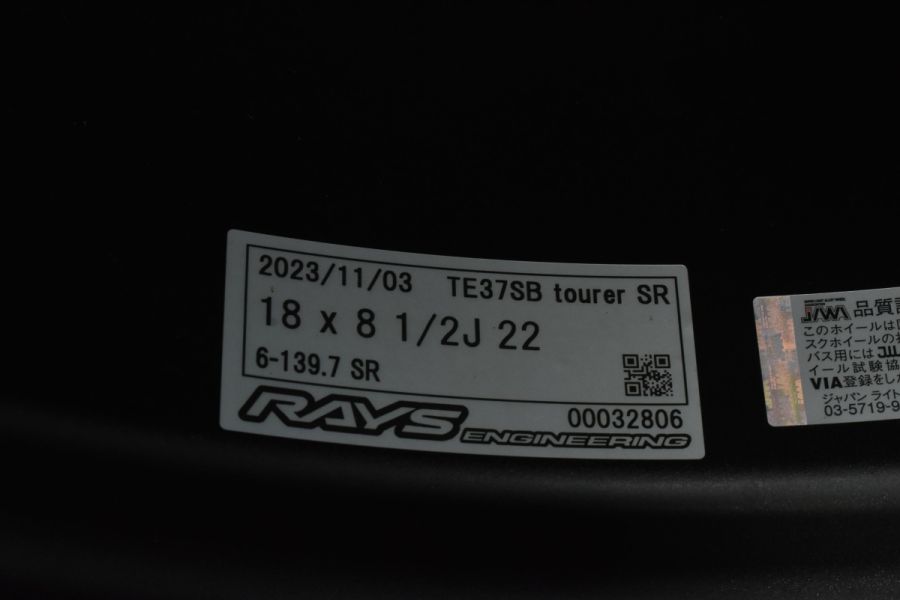 2023/11/03 TE37SB tourer SR
18 x 8 1/2J 22
6-139.7 SR
RAYS 00032806
ENGINEERING
JAWA 品質
このホイールは
スクホイールの
バス用には JWL
イール試験協
VIA登録をし
ジャパン ライト
03-5719-9